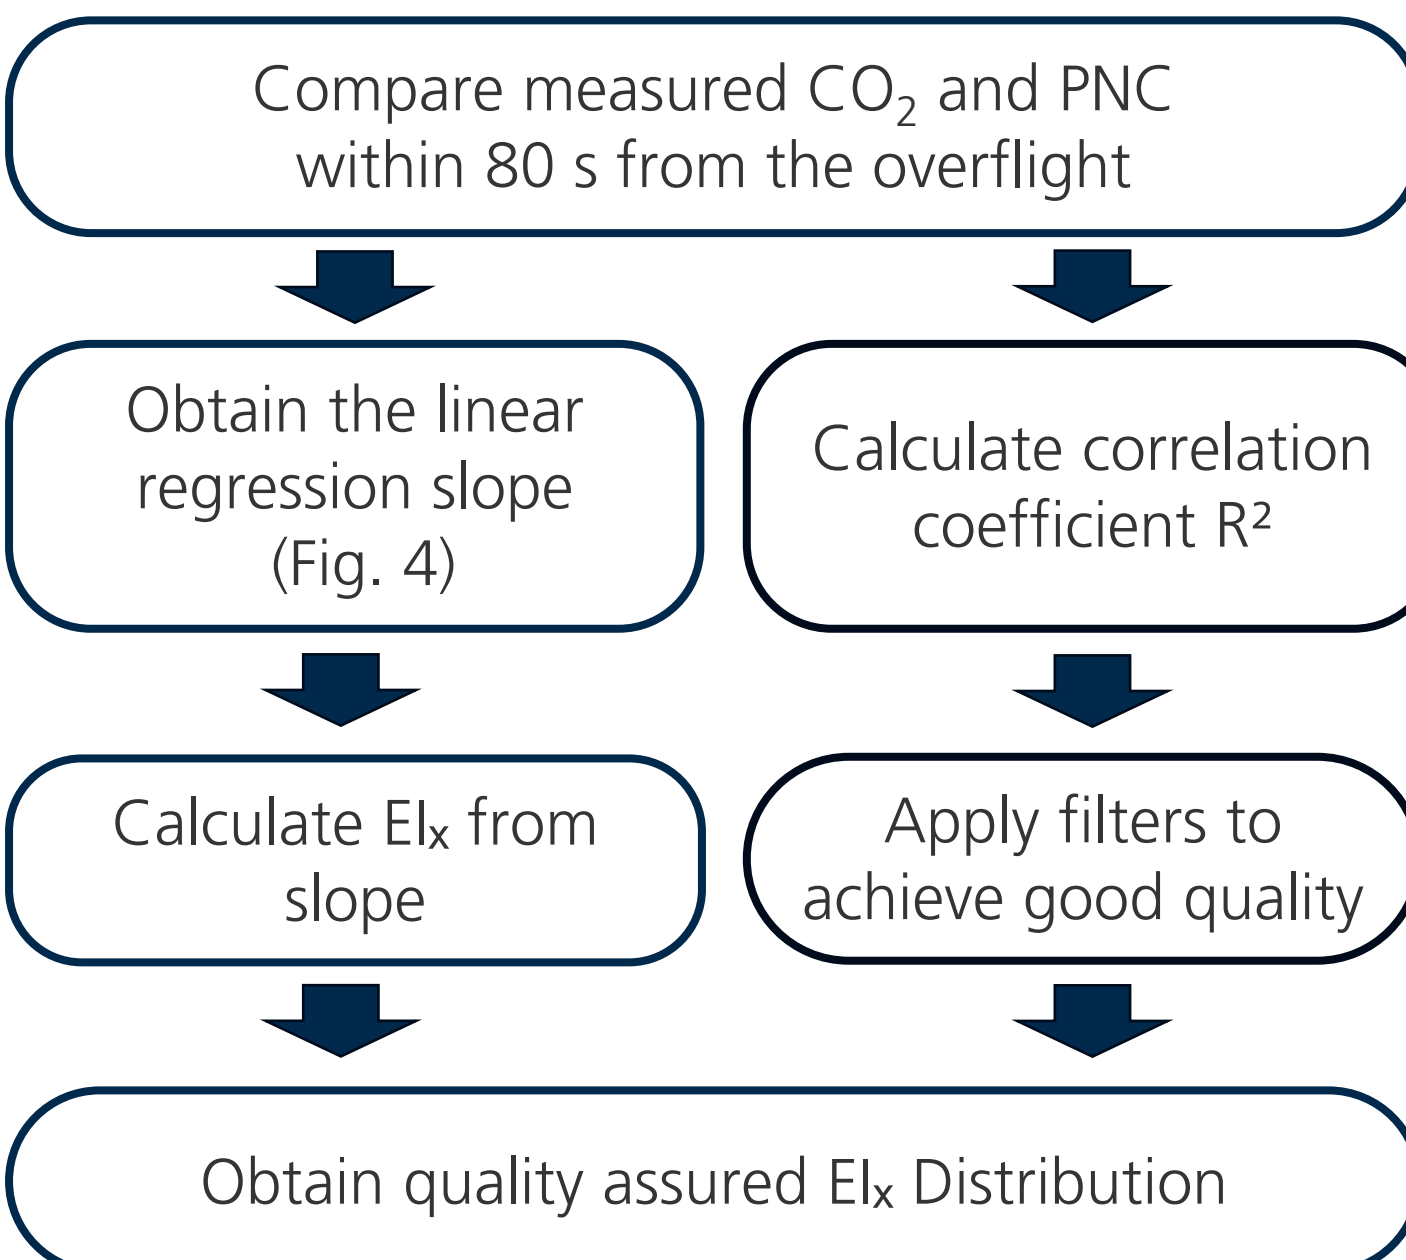 Compare measured CO₂ and PNC
within 80 s from the overflight
Obtain the linear
regression slope
(Fig. 4)
Calculate correlation
coefficient R²
Calculate EIₓ from
slope
Apply filters to
achieve good quality
Obtain quality assured EIₓ Distribution